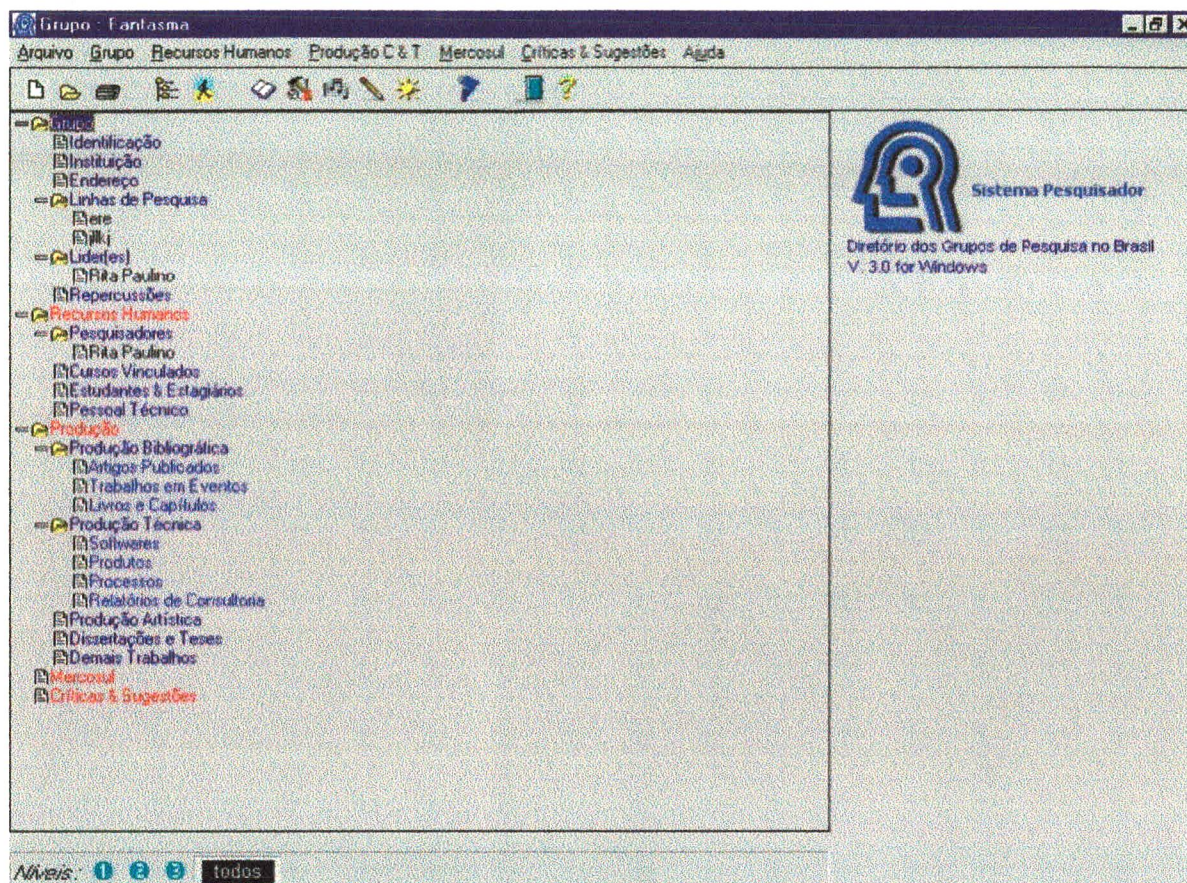 Grupo : Fantasma
Arquivo Grupo Recursos Humanos Produção C & T Mercosul Críticas & Sugestões Ajuda
Grupo
Identificação
Instituição
Endereço
Linhas de Pesquisa
ere
jllkj
Lider(es)
Rita Paulino
Repercussões
Recursos Humanos
Pesquisadores
Rita Paulino
Cursos Vinculados
Estudantes & Estagiários
Pessoal Técnico
Produção
Produção Bibliográfica
Artigos Publicados
Trabalhos em Eventos
Livros e Capítulos
Produção Técnica
Softwares
Produtos
Processos
Relatórios de Consultoria
Produção Artística
Dissertações e Teses
Demais Trabalhos
Mercosul
Críticas & Sugestões
Sistema Pesquisador
Diretório dos Grupos de Pesquisa no Brasil
V. 3.0 for Windows
Níveis: 1 2 3 todos